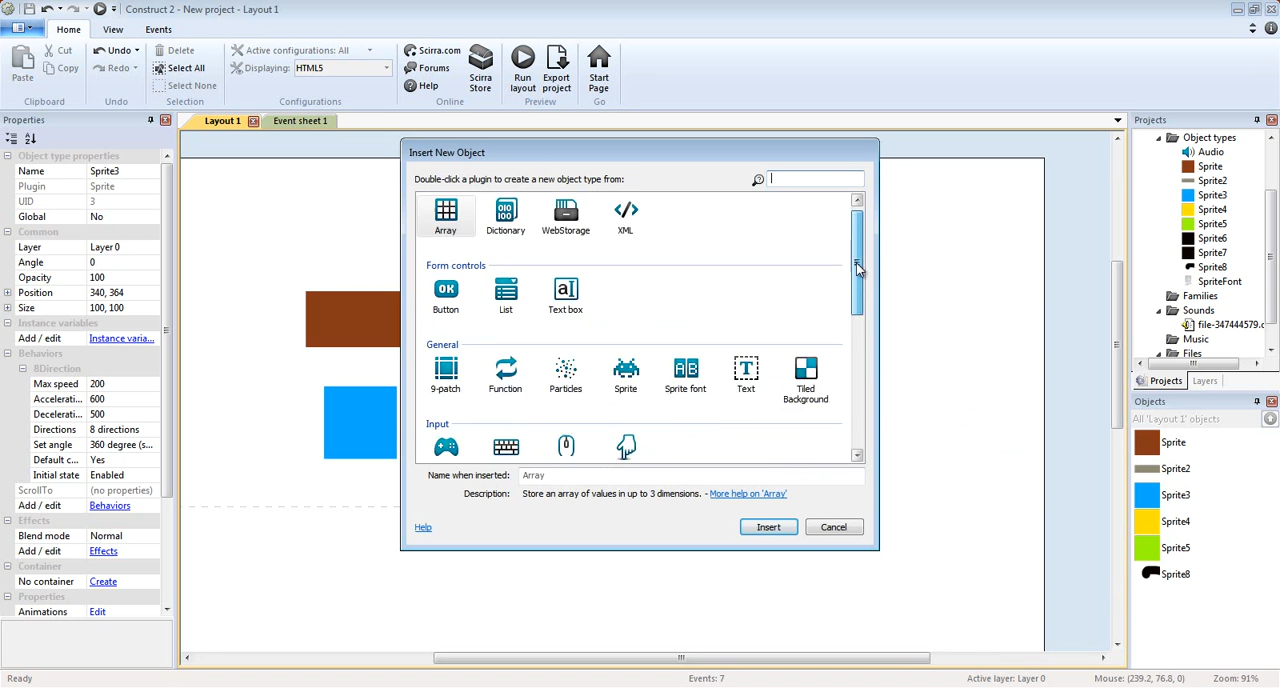 Construct 2 - New project - Layout 1
Home
View
Events
Paste
Cut
Copy
Clipboard
Undo
Redo
Undo
Delete
Select All
Select None
Selection
Active configurations: All
Displaying: HTML5
Configurations
Scirra.com
Forums
Help
Scirra Store
Online
Run layout
Export project
Preview
Start Page
Go
Properties
Layout 1
Event sheet 1
Projects
Object type properties
Name Sprite3
Plugin Sprite
UID 3
Global No
Common
Layer Layer 0
Angle 0
Opacity 100
Position 340, 364
Size 100, 100
Instance variables
Add / edit Instance varia...
Behaviors
8Direction
Max speed 200
Accelerati... 600
Decelerati... 500
Directions 8 directions
Set angle 360 degree (s
Default c... Yes
Initial state Enabled
ScrollTo (no properties)
Add / edit Behaviors
Effects
Blend mode Normal
Add / edit Effects
Container
No container Create
Properties
Animations Edit
Insert New Object
Double-click a plugin to create a new object type from:
Array
Dictionary
WebStorage
XML
Form controls
OK
Button
List
Text box
General
9-patch
Function
Particles
Sprite
Sprite font
Text
Tiled Background
Input
Name when inserted: Array
Description: Store an array of values in up to 3 dimensions. - More help on 'Array'
Help
Insert
Cancel
Object types
Audio
Sprite
Sprite2
Sprite3
Sprite4
Sprite5
Sprite6
Sprite7
Sprite8
SpriteFont
Families
Sounds
file-347444579.o
Music
Files
Projects
Layers
Objects
All 'Layout 1' objects
Sprite
Sprite2
Sprite3
Sprite4
Sprite5
Sprite8
Ready
Events: 7
Active layer: Layer 0
Mouse: (239.2, 76.8, 0)
Zoom: 91%